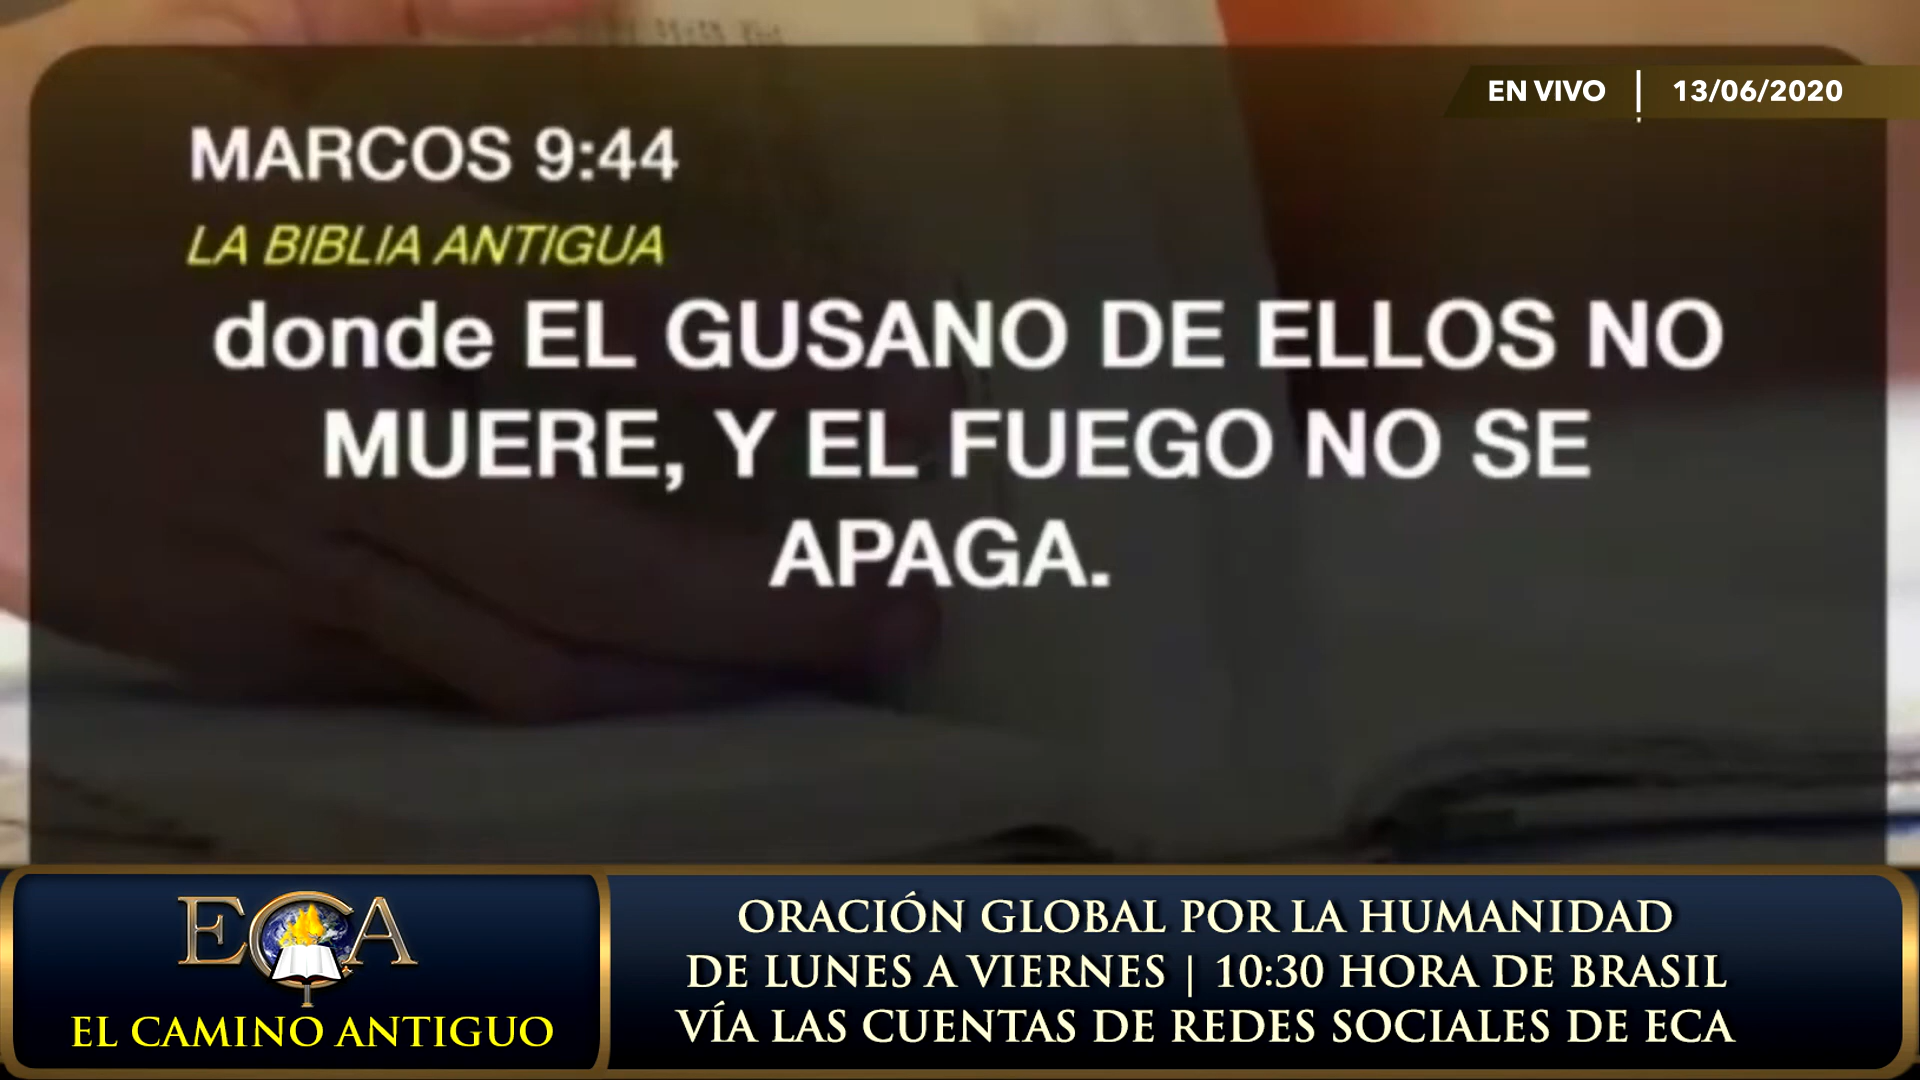 EN VIVO | 13/06/2020
MARCOS 9:44
LA BIBLIA ANTIGUA
donde EL GUSANO DE ELLOS NO
MUERE, Y EL FUEGO NO SE
APAGA.
ECA
EL CAMINO ANTIGUO
ORACIÓN GLOBAL POR LA HUMANIDAD
DE LUNES A VIERNES | 10:30 HORA DE BRASIL
VÍA LAS CUENTAS DE REDES SOCIALES DE ECA